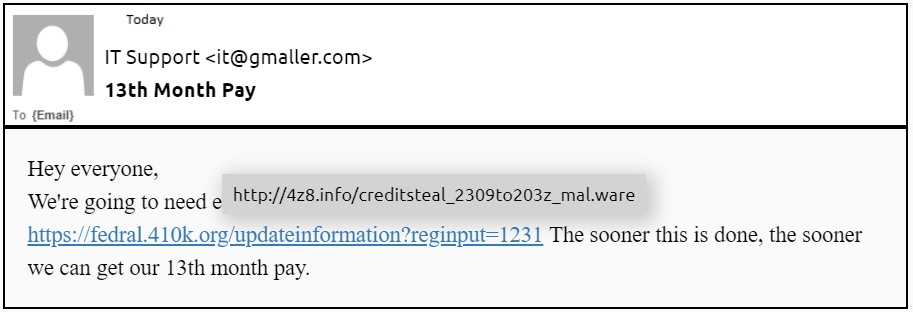 Today
IT Support <it@gmaller.com>
13th Month Pay
To {Email}
Hey everyone,
We're going to need e
http://4z8.info/creditsteal_2309to203z_mal.ware
https://fedral.410k.org/updateinformation?reginput=1231 The sooner this is done, the sooner
we can get our 13th month pay.